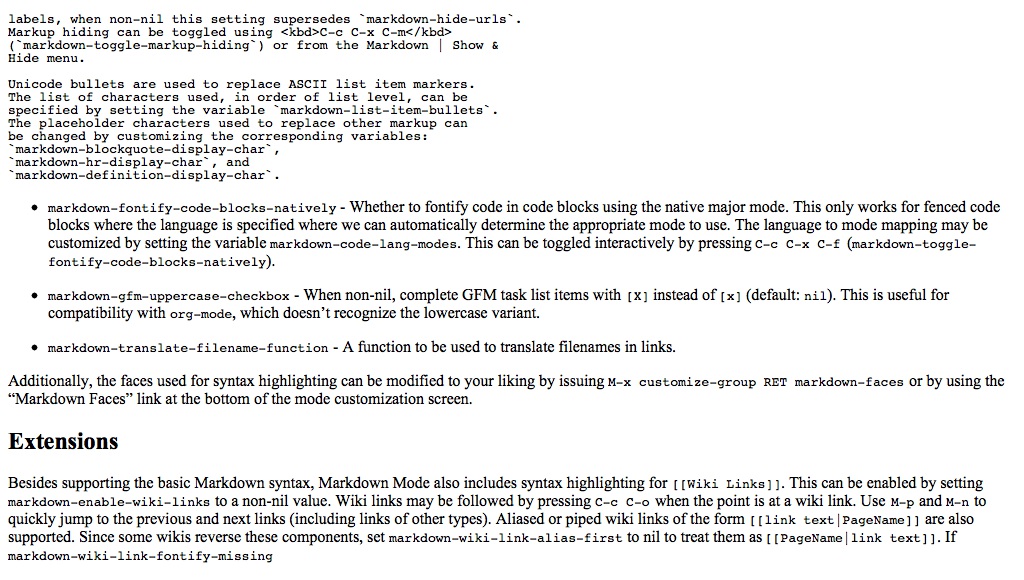 labels, when non-nil this setting supersedes `markdown-hide-urls`.
Markup hiding can be toggled using <kbd>C-c C-x C-m</kbd>
(`markdown-toggle-markup-hiding`) or from the Markdown | Show &
Hide menu.
Unicode bullets are used to replace ASCII list item markers.
The list of characters used, in order of list level, can be
specified by setting the variable `markdown-list-item-bullets`.
The placeholder characters used to replace other markup can
be changed by customizing the corresponding variables:
`markdown-blockquote-display-char`,
`markdown-hr-display-char`, and
`markdown-definition-display-char`.
• markdown-fontify-code-blocks-natively - Whether to fontify code in code blocks using the native major mode. This only works for fenced code
blocks where the language is specified where we can automatically determine the appropriate mode to use. The language to mode mapping may be
customized by setting the variable markdown-code-lang-modes. This can be toggled interactively by pressing C-c C-x C-f (markdown-toggle-
fontify-code-blocks-natively).
• markdown-gfm-uppercase-checkbox - When non-nil, complete GFM task list items with [X] instead of [x] (default: nil). This is useful for
compatibility with org-mode, which doesn’t recognize the lowercase variant.
• markdown-translate-filename-function - A function to be used to translate filenames in links.
Additionally, the faces used for syntax highlighting can be modified to your liking by issuing M-x customize-group RET markdown-faces or by using the
“Markdown Faces” link at the bottom of the mode customization screen.
Extensions
Besides supporting the basic Markdown syntax, Markdown Mode also includes syntax highlighting for [[Wiki Links]]. This can be enabled by setting
markdown-enable-wiki-links to a non-nil value. Wiki links may be followed by pressing C-c C-o when the point is at a wiki link. Use M-p and M-n to
quickly jump to the previous and next links (including links of other types). Aliased or piped wiki links of the form [[link text|PageName]] are also
supported. Since some wikis reverse these components, set markdown-wiki-link-alias-first to nil to treat them as [[PageName|link text]]. If
markdown-wiki-link-fontify-missing